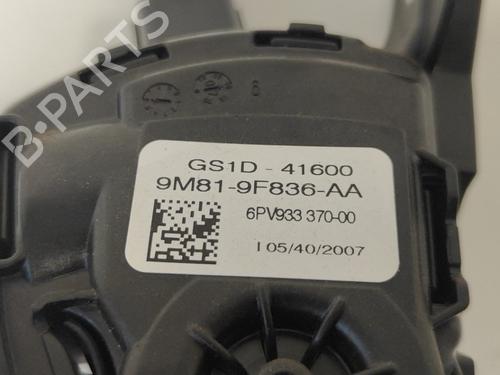 B-PARTS
GS1D - 41600
9M81-9F836-AA
6PV933 370-00
I 05/40/2007